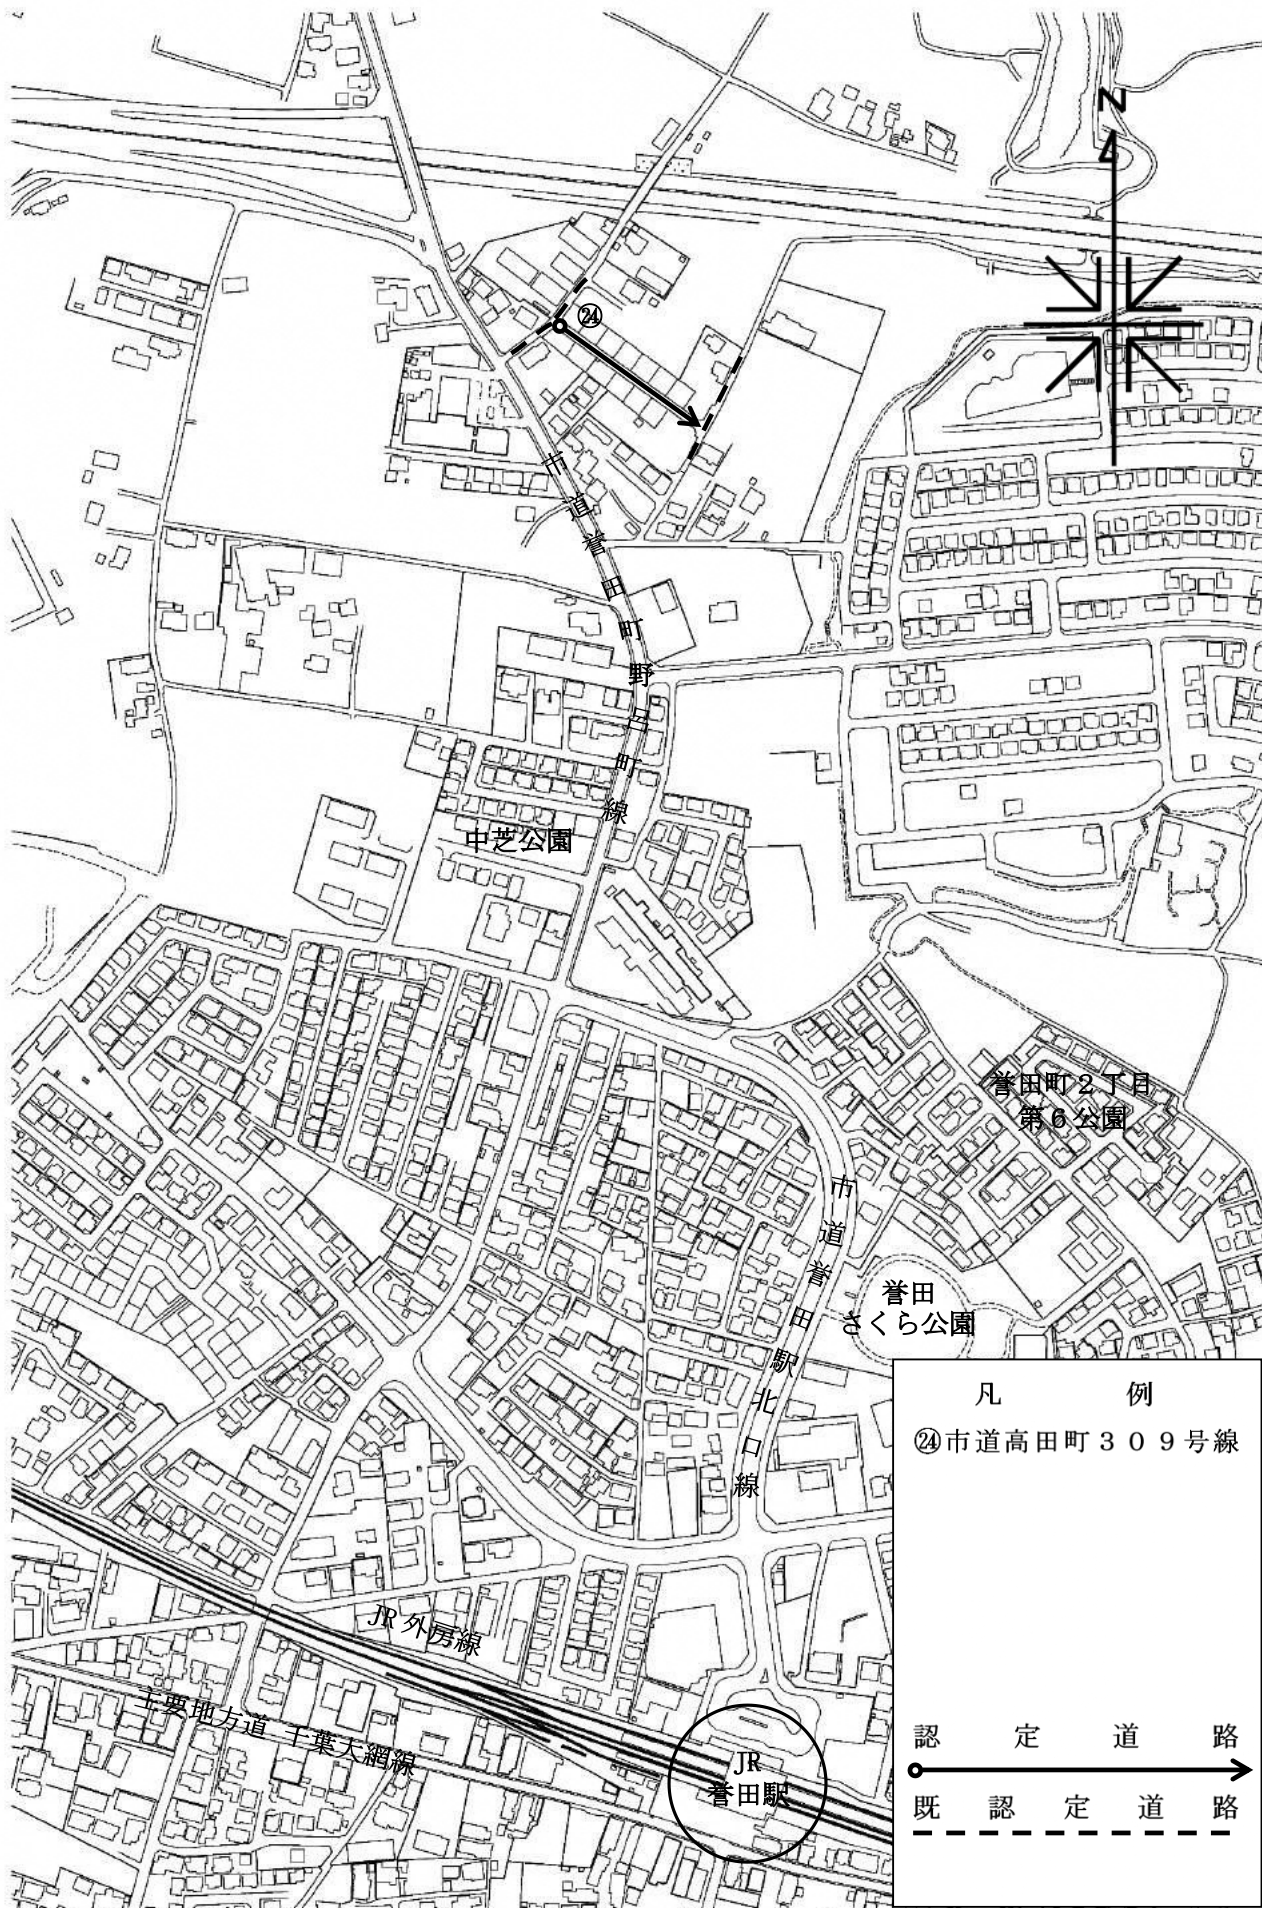 N
㉔
市道誉田町野呂町線
中芝公園
誉田町２丁目
第６公園
市道誉田駅北口線
誉田
さくら公園
凡例
㉔市道高田町３０９号線
JR 外房線
主要地方道 千葉大網線
JR
誉田駅
認定道路
既認定道路